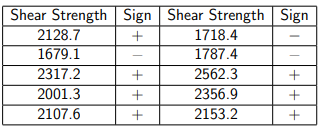 Shear Strength Sign Shear Strength Sign
2128.7 + 1718.4 −
1679.1 − 1787.4 −
2317.2 + 2562.3 +
2001.3 + 2356.9 +
2107.6 + 2153.2 +